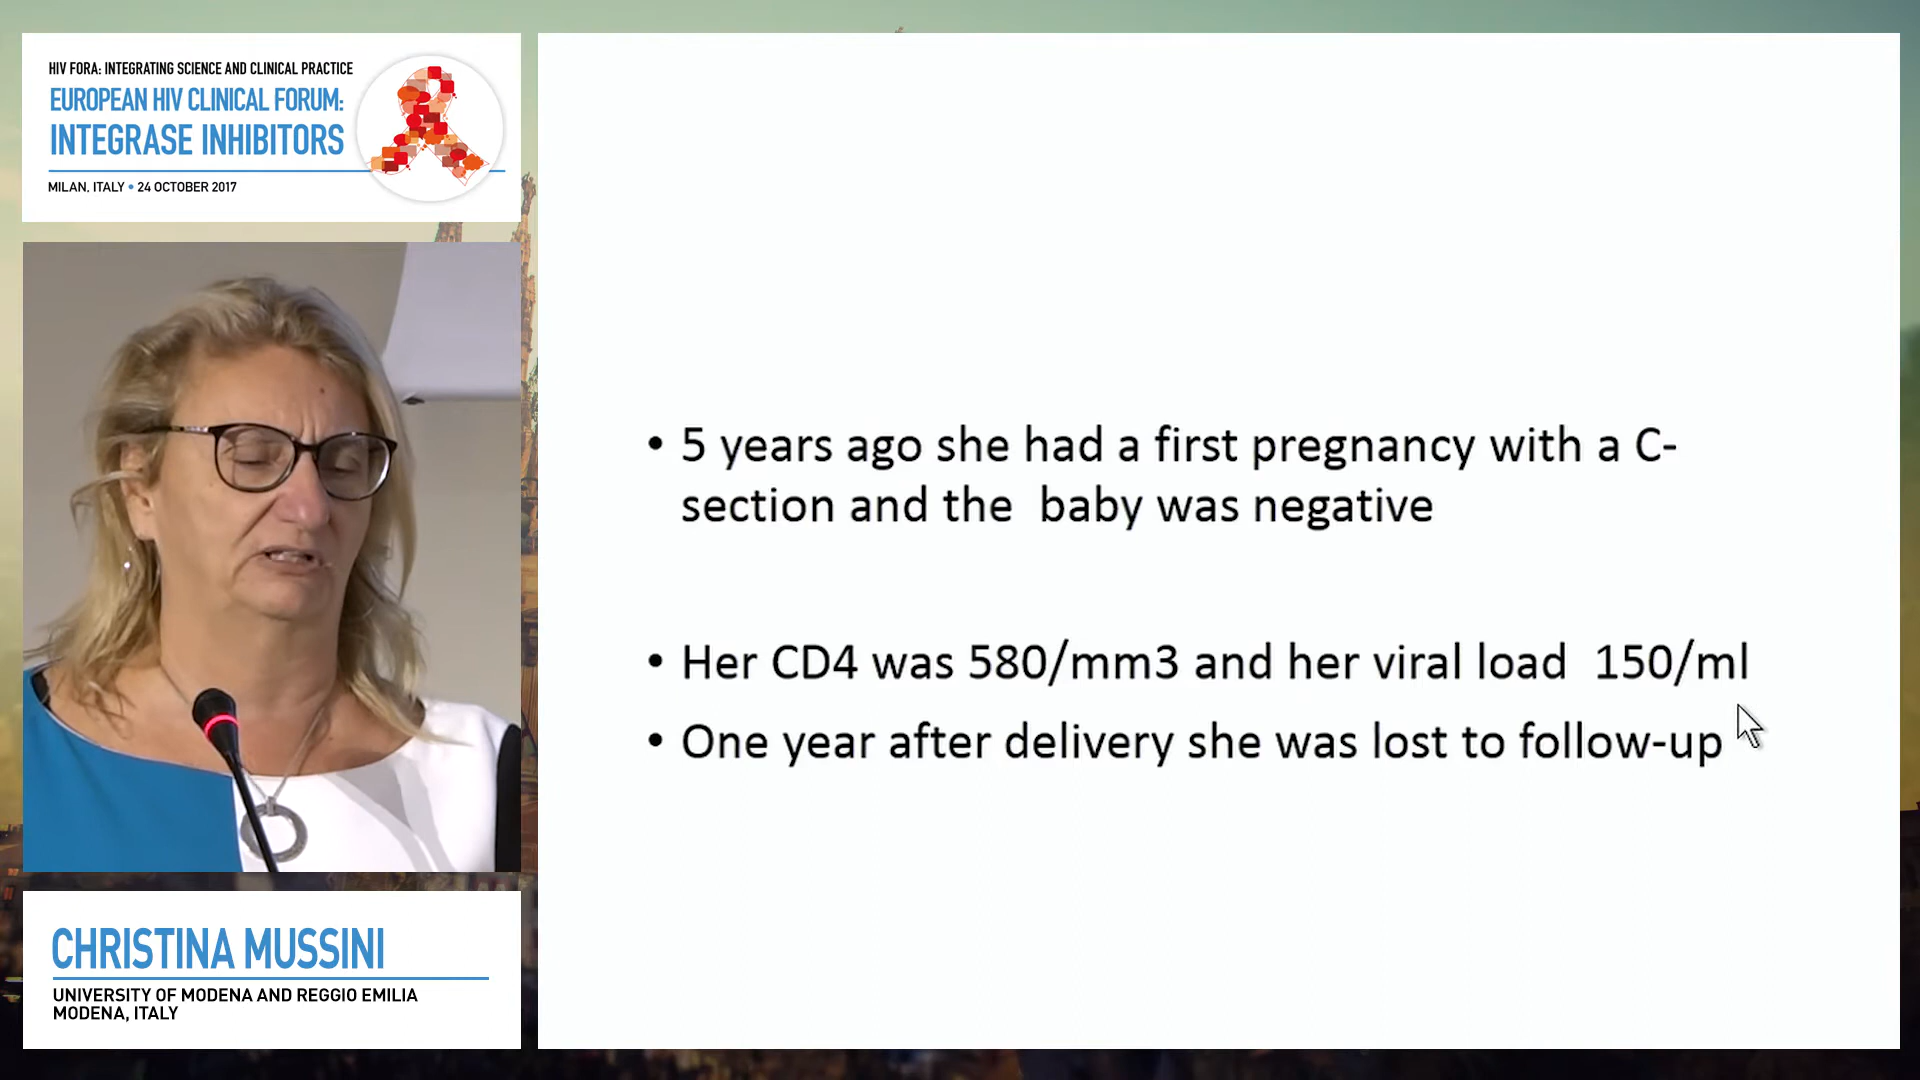 HIV FORA: INTEGRATING SCIENCE AND CLINICAL PRACTICE
EUROPEAN HIV CLINICAL FORUM:
INTEGRASE INHIBITORS
MILAN, ITALY • 24 OCTOBER 2017
• 5 years ago she had a first pregnancy with a C-
section and the baby was negative
• Her CD4 was 580/mm3 and her viral load 150/ml
• One year after delivery she was lost to follow-up
CHRISTINA MUSSINI
UNIVERSITY OF MODENA AND REGGIO EMILIA
MODENA, ITALY